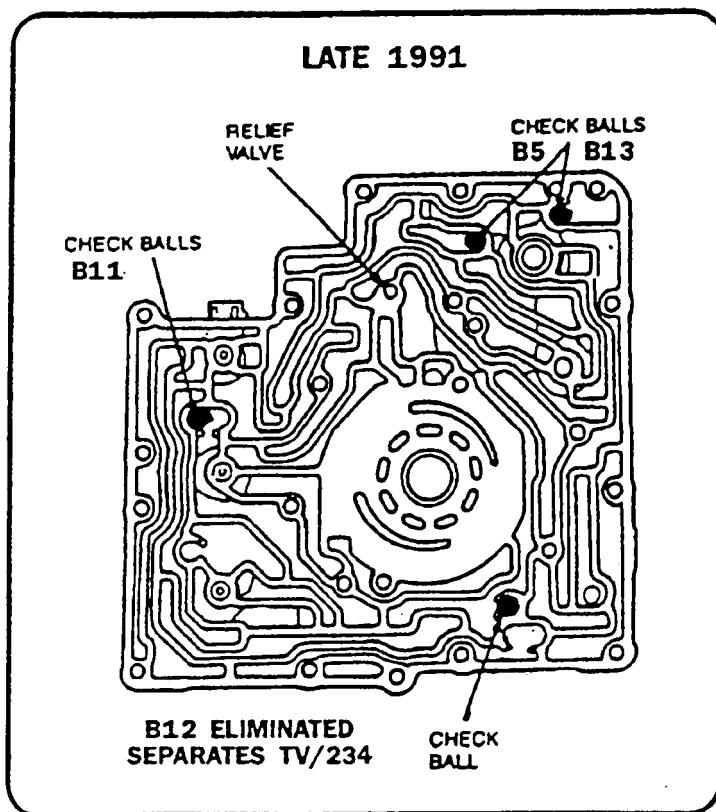 LATE 1991
RELIEF
VALVE
CHECK BALLS
B5 B13
CHECK BALLS
B11
B12 ELIMINATED
SEPARATES TV/234
CHECK
BALL